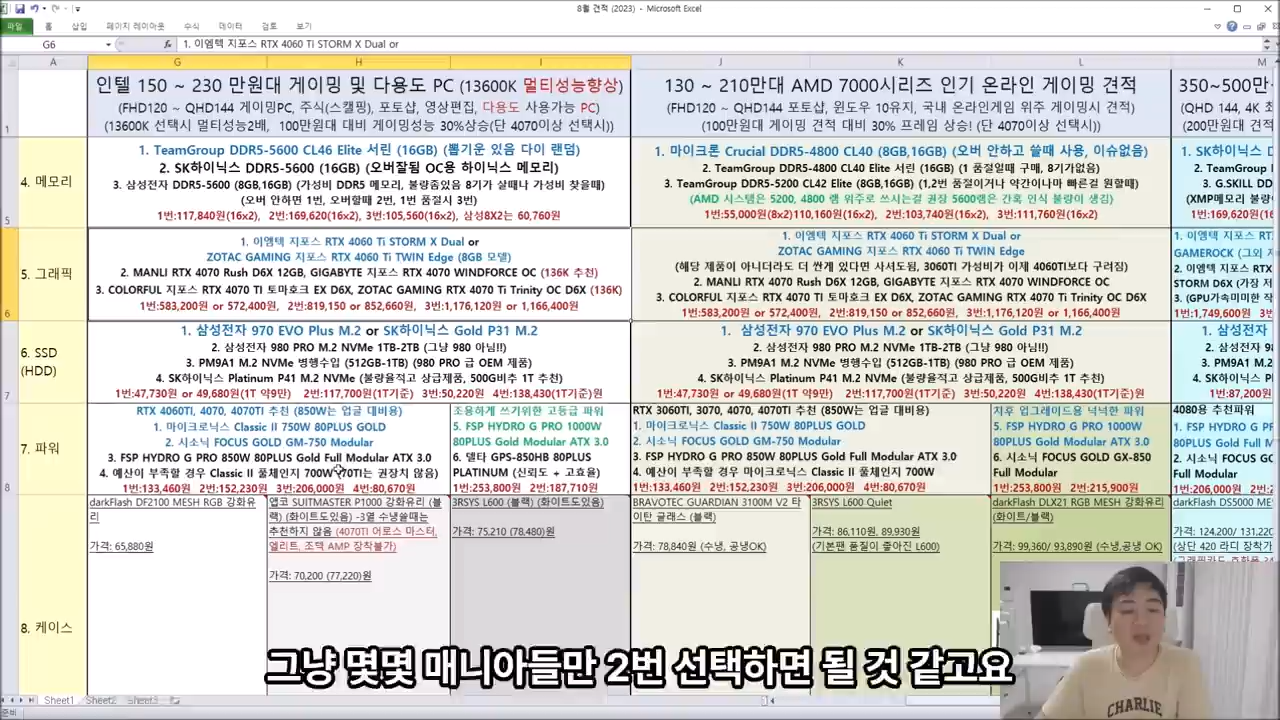 8월 견적 (2023) - Microsoft Excel
파일 홈 삽입 페이지 레이아웃 수식 데이터 검토 보기
G6 fx 1. 이엠텍 지포스 RTX 4060 Ti STORM X Dual or
A G H I J K L M
1
인텔 150 ~ 230 만원대 게이밍 및 다용도 PC (13600K 멀티성능향상)
(FHD120 ~ QHD144 게이밍PC, 주식(스캘핑), 포토샵, 영상편집, 다용도 사용가능 PC)
(13600K 선택시 멀티성능2배, 100만원대 대비 게이밍성능 30%상승(단 4070이상 선택시))
130 ~ 210만대 AMD 7000시리즈 인기 온라인 게이밍 견적
(FHD120 ~ QHD144 포토샵, 윈도우 10유지, 국내 온라인게임 위주 게이밍시 견적)
(100만원대 게이밍 견적 대비 30% 프레임 상승! (단 4070이상 선택시)
350~500만
(QHD 144, 4K 초
(200만원대 견적
4. 메모리
5
1. TeamGroup DDR5-5600 CL46 Elite 서린 (16GB) (뽑기운 있음 다이 랜덤)
2. SK하이닉스 DDR5-5600 (16GB) (오버잘됨 OC용 하이닉스 메모리)
3. 삼성전자 DDR5-5600 (8GB,16GB) (가성비 DDR5 메모리, 불량좀있음 8기가 살때나 가성비 찾을때)
(오버 안하면 1번, 오버할때 2번, 1번 품절시 3번)
1번:117,840원(16x2), 2번:169,620원(16x2), 3번:105,560(16x2), 삼성8X2는 60,760원
1. 마이크론 Crucial DDR5-4800 CL40 (8GB,16GB) (오버 안하고 쓸때 사용, 이슈없음)
2. TeamGroup DDR5-4800 CL40 Elite 서린 (16GB) (1 품절일때 구매, 8기가없음)
3. TeamGroup DDR5-5200 CL42 Elite (8GB,16GB) (1,2번 품절이거나 약간이나마 빠른걸 원할때)
(AMD 시스템은 5200, 4800 램 위주로 쓰시는걸 권장 5600램은 간혹 인식 불량이 생김)
1번:55,000원(8x2)110,160원(16x2), 2번:103,740원(16x2), 3번:111,760원(16x2)
1. SK하이닉스 D
2. TeamGroup
3. G.SKILL DD
(XMP메모리 불량이
1번:169,620원(16
5. 그래픽
6
1. 이엠텍 지포스 RTX 4060 Ti STORM X Dual or
ZOTAC GAMING 지포스 RTX 4060 Ti TWIN Edge (8GB 모델)
2. MANLI RTX 4070 Rush D6X 12GB, GIGABYTE 지포스 RTX 4070 WINDFORCE OC (136K 추천)
3. COLORFUL 지포스 RTX 4070 TI 토마호크 EX D6X, ZOTAC GAMING RTX 4070 Ti Trinity OC D6X (136K)
1번:583,200원 or 572,400원, 2번:819,150 or 852,660원, 3번:1,176,120원 or 1,166,400원
1. 이엠텍 지포스 RTX 4060 Ti STORM X Dual or
ZOTAC GAMING 지포스 RTX 4060 Ti TWIN Edge
(해당 제품이 아니더라도 더 싼게 있다면 사셔도됨, 3060TI 가성비가 이제 4060TI보다 구려짐)
2. MANLI RTX 4070 Rush D6X 12GB, GIGABYTE 지포스 RTX 4070 WINDFORCE OC
3. COLORFUL 지포스 RTX 4070 TI 토마호크 EX D6X, ZOTAC GAMING RTX 4070 Ti Trinity OC D6X
1번:583,200원 or 572,400원, 2번:819,150 or 852,660원, 3번:1,176,120원 or 1,166,400원
1. 이엠텍 지포스 RTX
GAMEROCK (그외 저
2. 이엠텍 지포스 RTX
STORM D6X (가장 저
3. (GPU가속미미한 작
1번:1,749,600원 3번
6. SSD
(HDD)
7
1. 삼성전자 970 EVO Plus M.2 or SK하이닉스 Gold P31 M.2
2. 삼성전자 980 PRO M.2 NVMe 1TB-2TB (그냥 980 아님!!)
3. PM9A1 M.2 NVMe 병행수입 (512GB-1TB) (980 PRO 급 OEM 제품)
4. SK하이닉스 Platinum P41 M.2 NVMe (불량율적고 상급제품, 500G비추 1T 추천)
1번:47,730원 or 49,680원(1T 약9만) 2번:117,700원(1T) 3번:50,220원 4번:138,430(1T기준)원
1. 삼성전자 970 EVO Plus M.2 or SK하이닉스 Gold P31 M.2
2. 삼성전자 980 PRO M.2 NVMe 1TB-2TB (그냥 980 아님!!)
3. PM9A1 M.2 NVMe 병행수입 (512GB-1TB) (980 PRO 급 OEM 제품)
4. SK하이닉스 Platinum P41 M.2 NVMe (불량율적고 상급제품, 500G비추 1T 추천)
1번:47,730원 or 49,680원(1T 약9만) 2번:117,700원(1T) 3번:50,220원 4번:138,430(1T기준)원
1. 삼성전자
2. 삼성전자 98
3. PM9A1 M.2
4. SK하이닉스 Pl
1번:87,200원
7. 파워
8
RTX 4060TI, 4070, 4070TI 추천 (850W는 업글 대비용)
1. 마이크로닉스 Classic II 750W 80PLUS GOLD
2. 시소닉 FOCUS GOLD GM-750 Modular
3. FSP HYDRO G PRO 850W 80PLUS Gold Full Modular ATX 3.0
4. 예산이 부족할 경우 Classic II 풀체인지 700W 70TI는 권장치 않음)
1번:133,460원 2번:152,230원 3번:206,000원 4번:80,670원
조용하게 쓰기위한 고등급 파워
5. FSP HYDRO G PRO 1000W
80PLUS Gold Modular ATX 3.0
6. 델타 GPS-850HB 80PLUS
PLATINUM (신뢰도 + 고효율)
1번:253,800원 2번:187,710원
RTX 3060TI, 3070, 4070, 4070TI 추천 (850W는 업글 대비용)
1. 마이크로닉스 Classic II 750W 80PLUS GOLD
2. 시소닉 FOCUS GOLD GM-750 Modular
3. FSP HYDRO G PRO 850W 80PLUS Gold Full Modular ATX 3.0
4. 예산이 부족할 경우 마이크로닉스 Classic II 풀체인지 700W
1번:133,460원 2번:152,230원 3번:206,000원 4번:80,670원
차후 업그레이드용 넉넉한 파워
5. FSP HYDRO G PRO 1000W
80PLUS Gold Modular ATX 3.0
6. 시소닉 FOCUS GOLD GX-850
Full Modular
1번:253,800원 2번:215,900원
4080용 추천파워
1. 마이크로닉스 Cl
2. 시소닉 FOCUS
80PLUS Gold Full M
Full Modular
1번:206,000원 2번:
8. 케이스
darkFlash DF2100 MESH RGB 강화유
리
가격: 65,880원
앱코 SUITMASTER P1000 강화유리 (블
랙) (화이트도있음) -3열 수냉쓸때는
추천하지 않음 (4070TI 어로스 마스터,
엘리트, 조텍 AMP 장착불가)
가격: 70,200 (77,220)원
3RSYS L600 (블랙) (화이트도있음)
가격: 75,210 (78,480)원
BRAVOTEC GUARDIAN 3100M V2 타
이탄 글래스 (블랙)
가격: 78,840원 (수냉, 공냉OK)
3RSYS L600 Quiet
가격: 86,110원, 89,930원
(기본팬 품질이 좋아진 L600)
darkFlash DLX21 RGB MESH 강화유리
(화이트/블랙)
가격: 99,360/ 93,890원 (수냉,공냉 OK)
darkFlash DS5000 ME
가격: 124,200/ 131,220
(상단 420 라디 장착가
CHARLIE
그냥 몇몇 매니아들만 2번 선택하면 될 것 같고요
Sheet1 Sheet2 Sheet3
준비